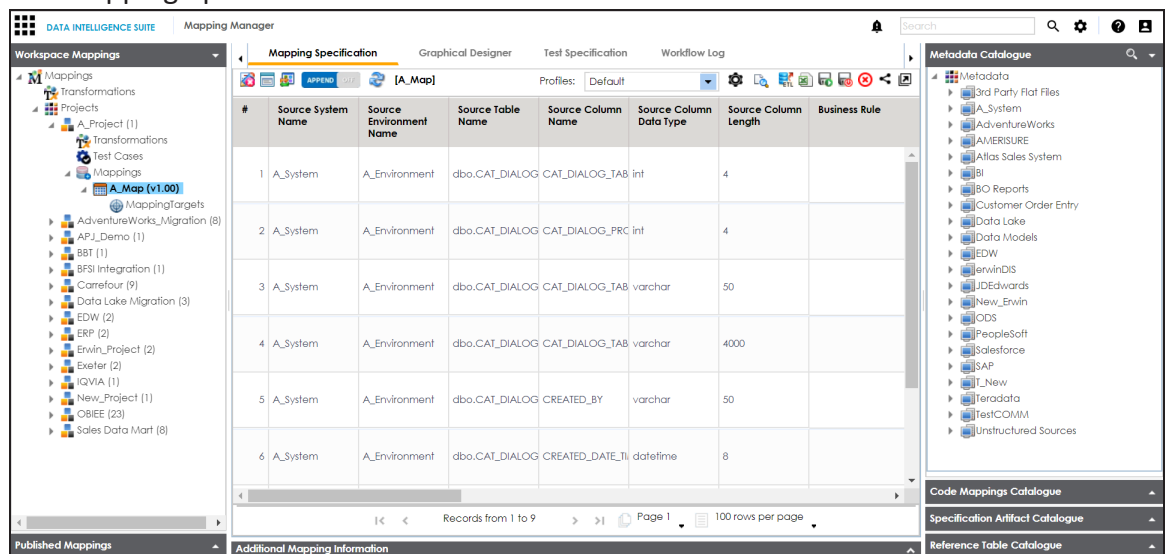 DATA INTELLIGENCE SUITE Mapping Manager Search
Workspace Mappings
Mappings
Transformations
Projects
A_Project (1)
Transformations
Test Cases
Mappings
A_Map (v1.00)
MappingTargets
AdventureWorks_Migration (8)
APJ_Demo (1)
BBT (1)
BFSI Integration (1)
Carrefour (9)
Data Lake Migration (3)
EDW (2)
ERP (2)
Erwin_Project (2)
Exeter (2)
IQVIA (1)
New_Project (1)
OBIEE (23)
Sales Data Mart (8)
Published Mappings
Mapping Specification Graphical Designer Test Specification Workflow Log
APPEND [A_Map] Profiles: Default
# Source System Name Source Environment Name Source Table Name Source Column Name Source Column Data Type Source Column Length Business Rule
1 A_System A_Environment dbo.CAT_DIALOG CAT_DIALOG_TAB int 4
2 A_System A_Environment dbo.CAT_DIALOG CAT_DIALOG_PRC int 4
3 A_System A_Environment dbo.CAT_DIALOG CAT_DIALOG_TAB varchar 50
4 A_System A_Environment dbo.CAT_DIALOG CAT_DIALOG_TAB varchar 4000
5 A_System A_Environment dbo.CAT_DIALOG CREATED_BY varchar 50
6 A_System A_Environment dbo.CAT_DIALOG CREATED_DATE_TI datetime 8
Records from 1 to 9 Page 1 100 rows per page
Additional Mapping Information
Metadata Catalogue
Metadata
3rd Party Flat Files
A_System
AdventureWorks
AMERISURE
Atlas Sales System
BI
BO Reports
Customer Order Entry
Data Lake
Data Models
EDW
erwinDIS
JDEdwards
New_Erwin
ODS
PeopleSoft
Salesforce
SAP
T_New
Teradata
TestCOMM
Unstructured Sources
Code Mappings Catalogue
Specification Artifact Catalogue
Reference Table Catalogue